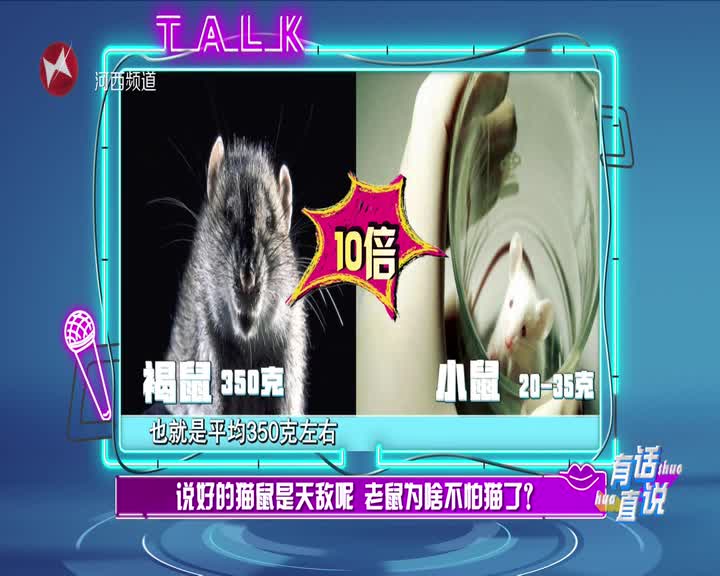 TALK
河西频道
10倍
褐鼠 350克
小鼠 20-35克
也就是平均350克左右
说好的猫鼠是天敌呢 老鼠为啥不怕猫了?
有话 shuo
hua 直说